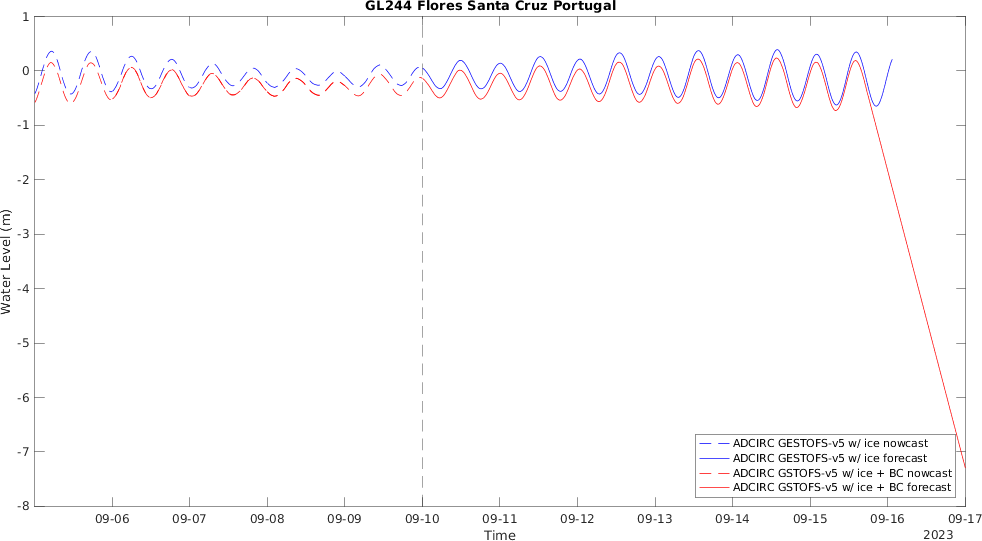 GL244 Flores Santa Cruz Portugal
1
0
-1
-2
-3
-4
-5
-6
-7
-8
Water Level (m)
ADCIRC GESTOFS-v5 w/ ice nowcast
ADCIRC GESTOFS-v5 w/ ice forecast
ADCIRC GSTOFS-v5 w/ ice + BC nowcast
ADCIRC GSTOFS-v5 w/ ice + BC forecast
09-06 09-07 09-08 09-09 09-10 09-11 09-12 09-13 09-14 09-15 09-16 09-17
Time
2023